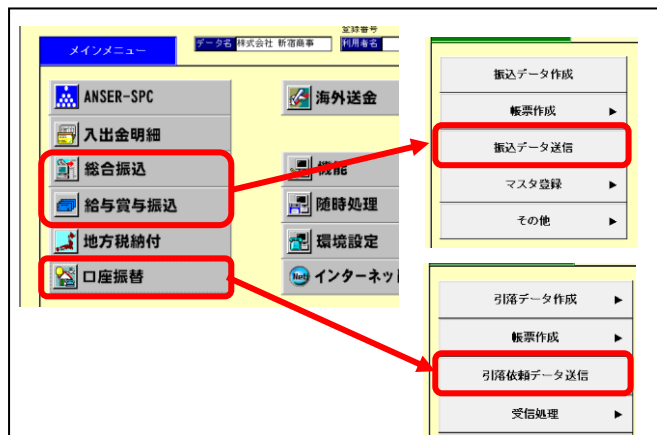 登録番号
メインメニュー
データ名 株式会社 新宿商事 利用者名
ANSER-SPC
海外送金
入出金明細
総合振込
機能
給与賞与振込
随時処理
地方税納付
環境設定
口座振替
インターネッ
振込データ作成
帳票作成 ▶
振込データ送信
マスタ登録 ▶
その他 ▶
引落データ作成 ▶
帳票作成 ▶
引落依頼データ送信
受信処理 ▶